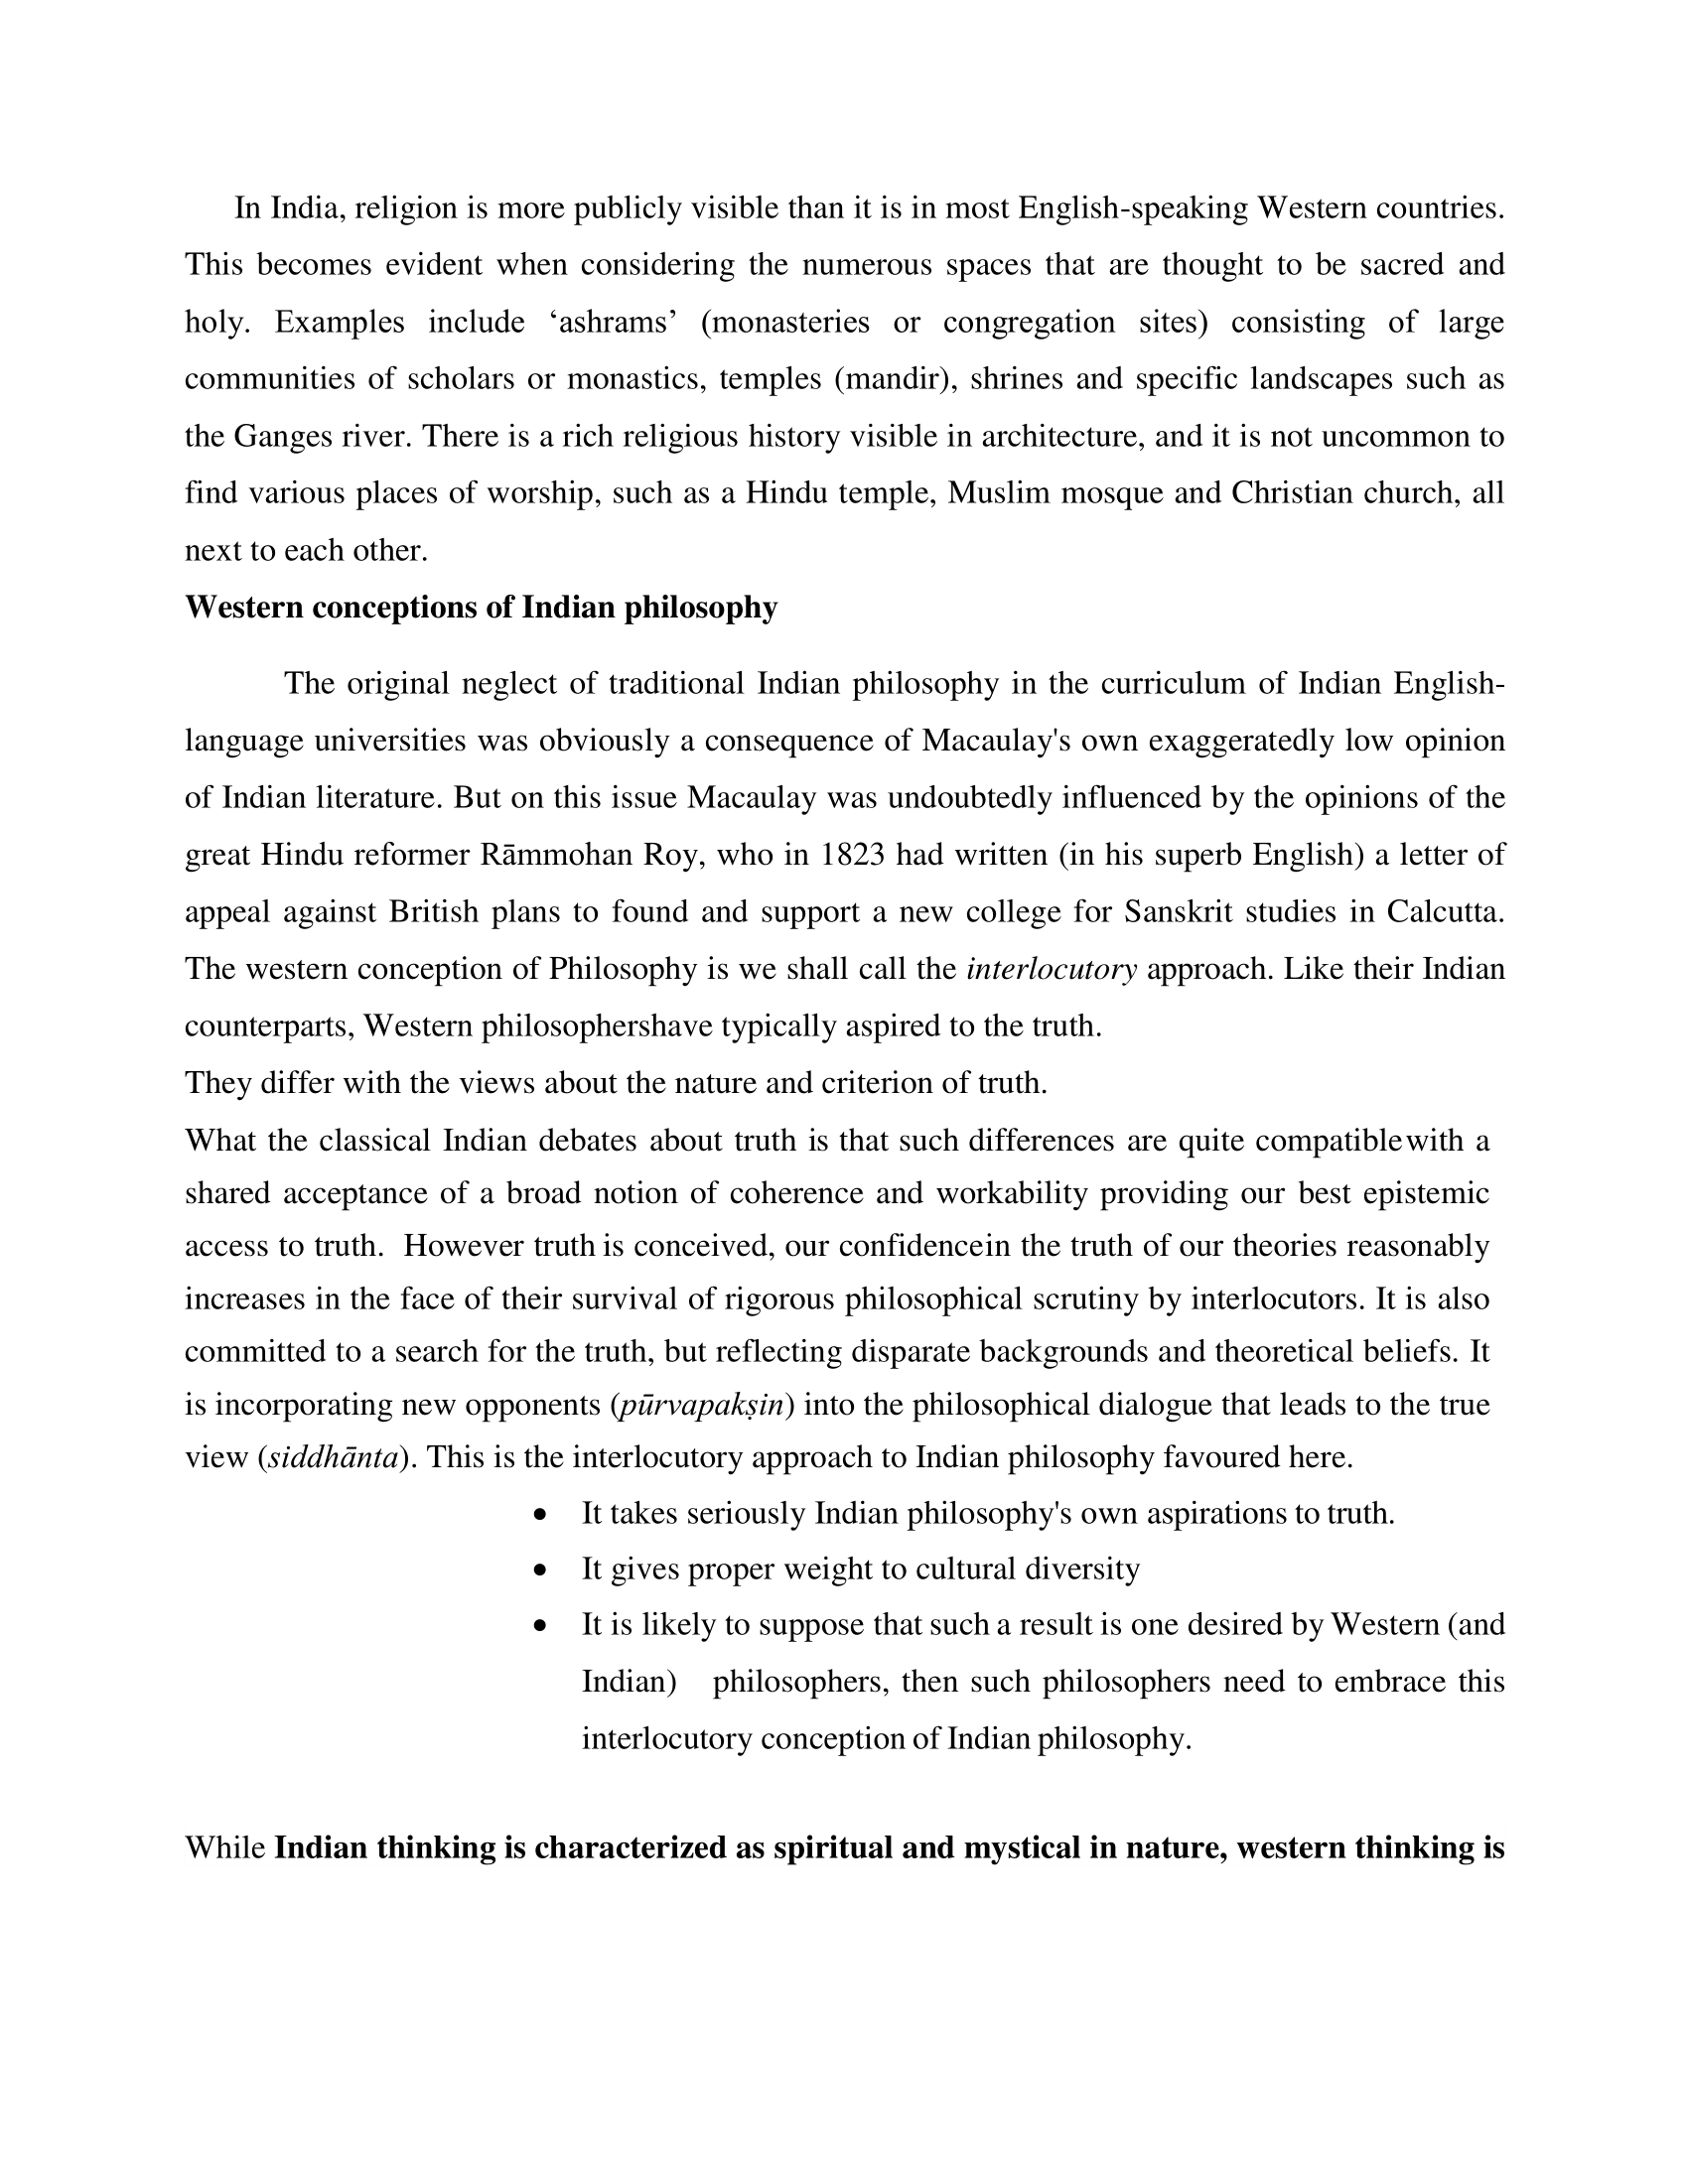 In India, religion is more publicly visible than it is in most English-speaking Western countries.
This becomes evident when considering the numerous spaces that are thought to be sacred and
holy. Examples include ‘ashrams’ (monasteries or congregation sites) consisting of large
communities of scholars or monastics, temples (mandir), shrines and specific landscapes such as
the Ganges river. There is a rich religious history visible in architecture, and it is not uncommon to
find various places of worship, such as a Hindu temple, Muslim mosque and Christian church, all
next to each other.
Western conceptions of Indian philosophy
The original neglect of traditional Indian philosophy in the curriculum of Indian English-
language universities was obviously a consequence of Macaulay's own exaggeratedly low opinion
of Indian literature. But on this issue Macaulay was undoubtedly influenced by the opinions of the
great Hindu reformer Rāmmohan Roy, who in 1823 had written (in his superb English) a letter of
appeal against British plans to found and support a new college for Sanskrit studies in Calcutta.
The western conception of Philosophy is we shall call the interlocutory approach. Like their Indian
counterparts, Western philosophershave typically aspired to the truth.
They differ with the views about the nature and criterion of truth.
What the classical Indian debates about truth is that such differences are quite compatiblewith a
shared acceptance of a broad notion of coherence and workability providing our best epistemic
access to truth. However truth is conceived, our confidencein the truth of our theories reasonably
increases in the face of their survival of rigorous philosophical scrutiny by interlocutors. It is also
committed to a search for the truth, but reflecting disparate backgrounds and theoretical beliefs. It
is incorporating new opponents (pūrvapakṣin) into the philosophical dialogue that leads to the true
view (siddhānta). This is the interlocutory approach to Indian philosophy favoured here.
• It takes seriously Indian philosophy's own aspirations to truth.
• It gives proper weight to cultural diversity
• It is likely to suppose that such a result is one desired by Western (and
Indian) philosophers, then such philosophers need to embrace this
interlocutory conception of Indian philosophy.
While Indian thinking is characterized as spiritual and mystical in nature, western thinking is